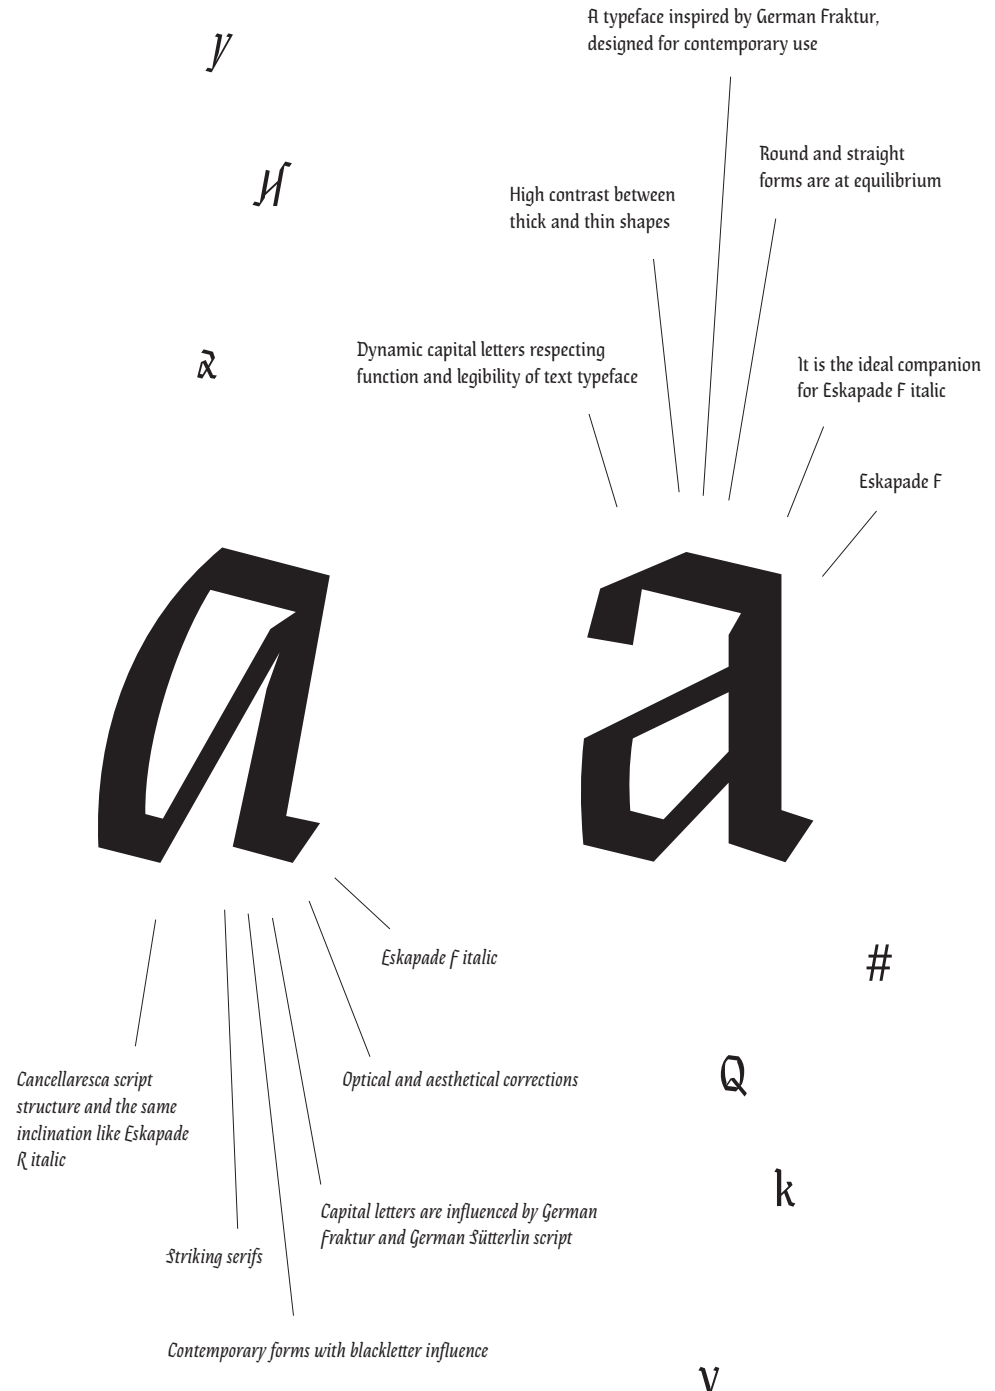 A typeface inspired by German Fraktur,
designed for contemporary use
y
Round and straight
forms are at equilibrium
H
High contrast between
thick and thin shapes
Dynamic capital letters respecting
function and legibility of text typeface
It is the ideal companion
for Eskapade F italic
Eskapade F
a
a
#
Eskapade F italic
Cancellaresca script
structure and the same
inclination like Eskapade
R italic
Optical and aesthetical corrections
Q
k
Capital letters are influenced by German
Fraktur and German Sütterlin script
Striking serifs
Contemporary forms with blackletter influence